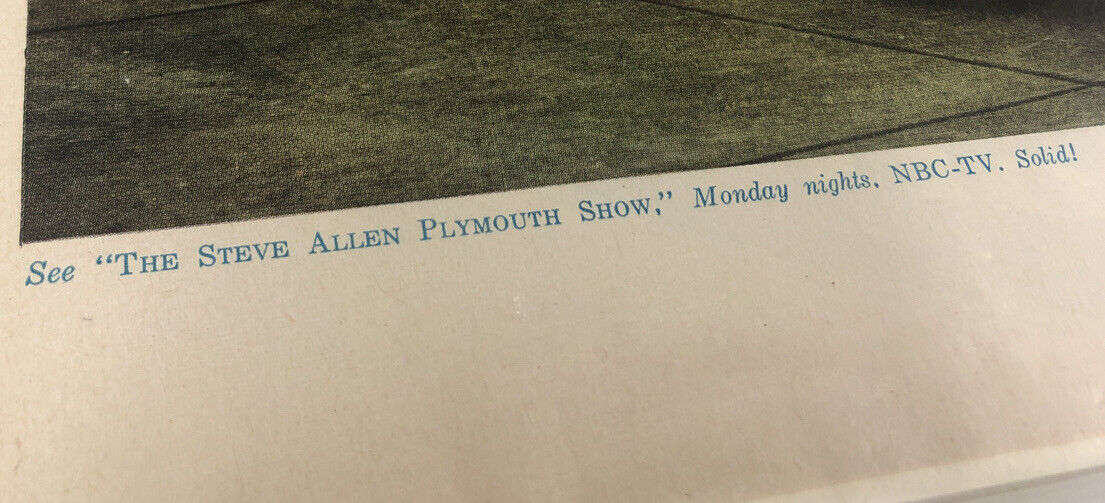 See “THE STEVE ALLEN PLYMOUTH SHOW,” Monday nights, NBC-TV. Solid!